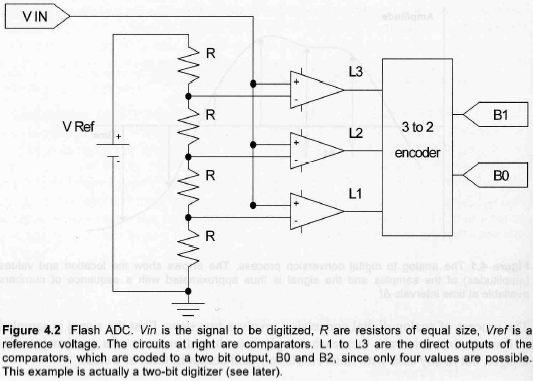 V IN
R
L3
+
-
R
V Ref
+
-
L2
+
-
3 to 2
encoder
B1
B0
R
L1
+
-
R
Figure 4.2 Flash ADC. Vin is the signal to be digitized, R are resistors of equal size, Vref is a
reference voltage. The circuits at right are comparators. L1 to L3 are the direct outputs of the
comparators, which are coded to a two bit output, B0 and B2, since only four values are possible.
This example is actually a two-bit digitizer (see later).